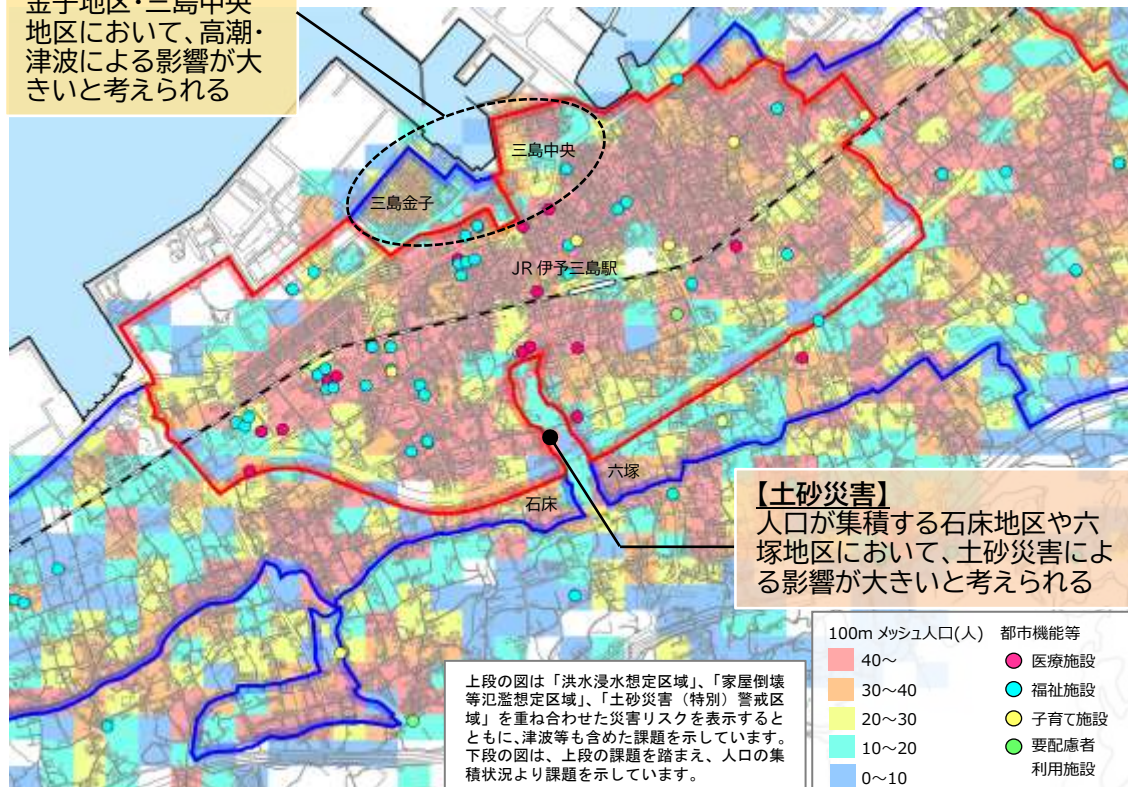 金子地区・三島中央
地区において、高潮・
津波による影響が大
きいと考えられる
三島中央
三島金子
JR 伊予三島駅
六塚
石床
【土砂災害】
人口が集積する石床地区や六
塚地区において、土砂災害によ
る影響が大きいと考えられる
上段の図は「洪水浸水想定区域」、「家屋倒壊
等氾濫想定区域」、「土砂災害（特別）警戒区
域」を重ね合わせた災害リスクを表示すると
ともに、津波等も含めた課題を示しています。
下段の図は、上段の課題を踏まえ、人口の集
積状況より課題を示しています。
100m メッシュ人口(人)
40～
30～40
20～30
10～20
0～10
都市機能等
医療施設
福祉施設
子育て施設
要配慮者
利用施設